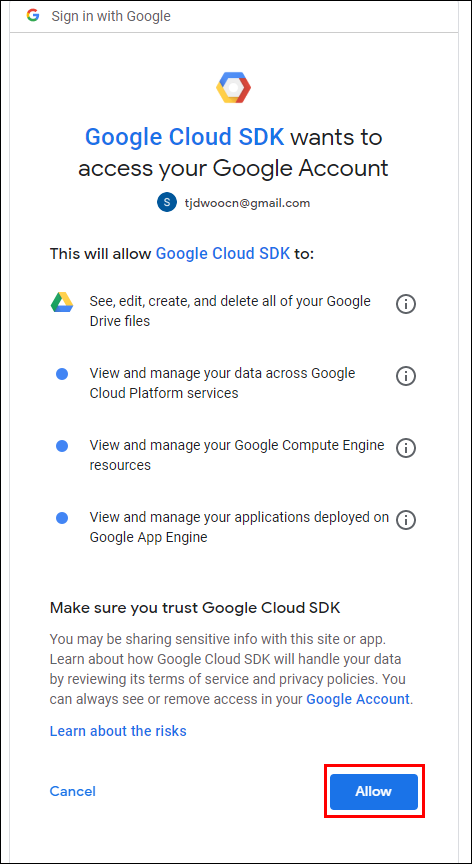 Sign in with Google
Google Cloud SDK wants to
access your Google Account
S tjdwoocn@gmail.com
This will allow Google Cloud SDK to:
See, edit, create, and delete all of your Google
Drive files
View and manage your data across Google
Cloud Platform services
View and manage your Google Compute Engine
resources
View and manage your applications deployed on
Google App Engine
Make sure you trust Google Cloud SDK
You may be sharing sensitive info with this site or app.
Learn about how Google Cloud SDK will handle your data
by reviewing its terms of service and privacy policies. You
can always see or remove access in your Google Account.
Learn about the risks
Cancel
Allow